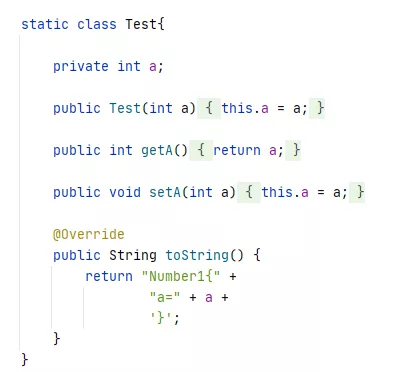 static class Test{
private int a;
public Test(int a) { this.a = a; }
public int getA() { return a; }
public void setA(int a) { this.a = a; }
@Override
public String toString() {
return "Number1{" +
"a=" + a +
'}';
}
}